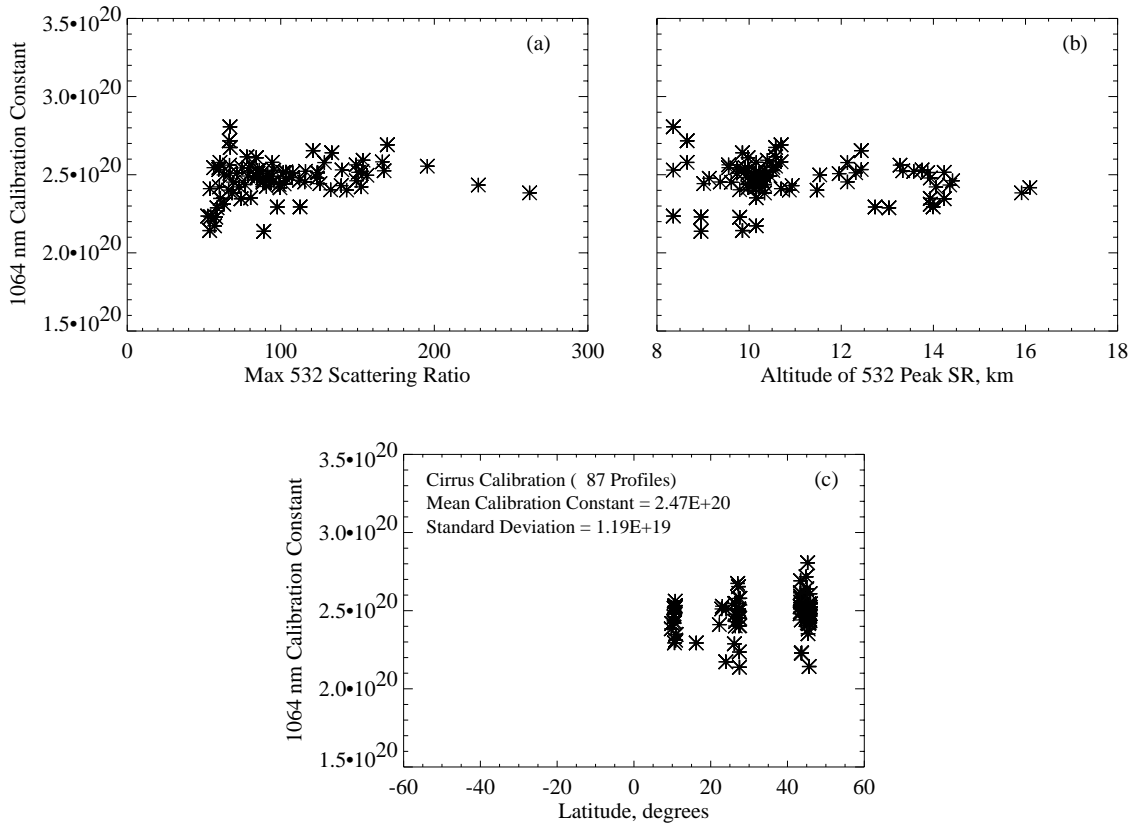 (a)
1064 nm Calibration Constant
3.5•10^20
3.0•10^20
2.5•10^20
2.0•10^20
1.5•10^20
0 100 200 300
Max 532 Scattering Ratio
(b)
8 10 12 14 16 18
Altitude of 532 Peak SR, km
(c)
1064 nm Calibration Constant
3.5•10^20
3.0•10^20
2.5•10^20
2.0•10^20
1.5•10^20
Cirrus Calibration ( 87 Profiles)
Mean Calibration Constant = 2.47E+20
Standard Deviation = 1.19E+19
-60 -40 -20 0 20 40 60
Latitude, degrees